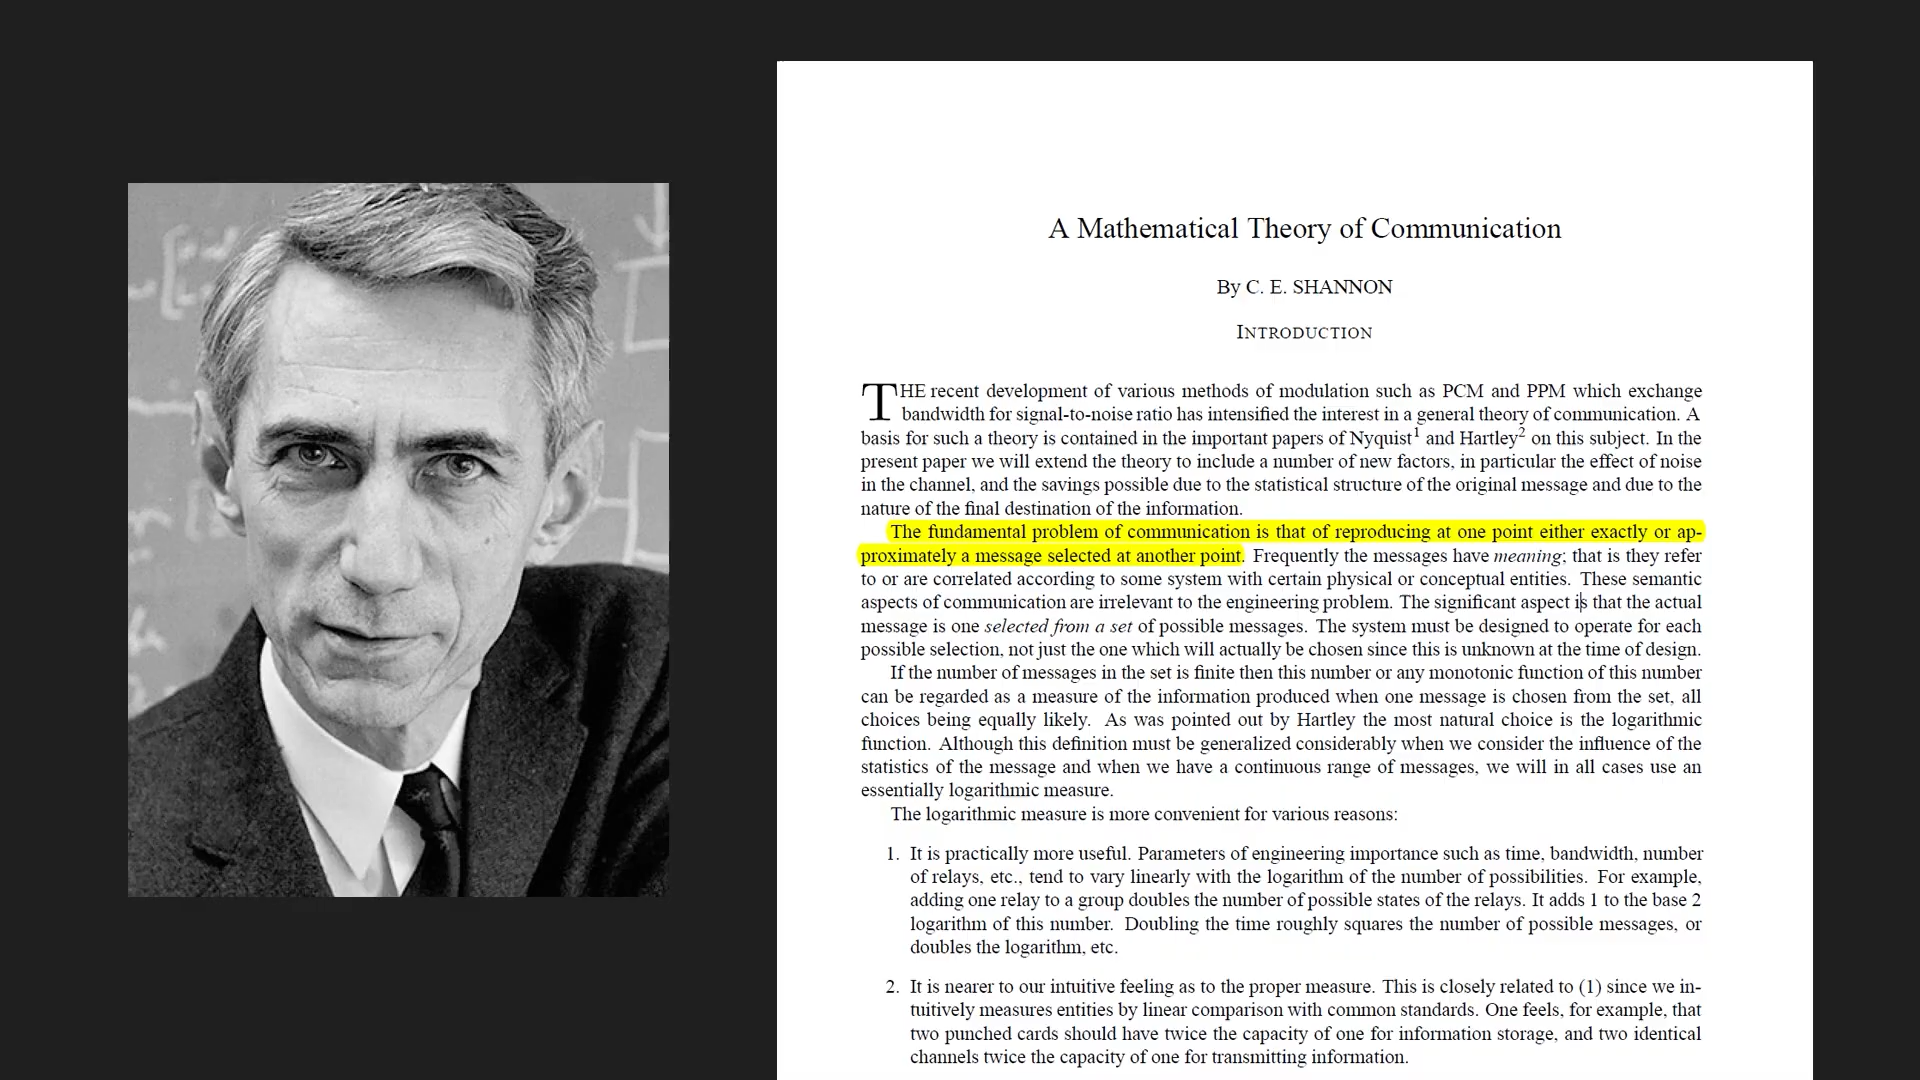 A Mathematical Theory of Communication
By C. E. SHANNON
INTRODUCTION
THE recent development of various methods of modulation such as PCM and PPM which exchange
bandwidth for signal-to-noise ratio has intensified the interest in a general theory of communication. A
basis for such a theory is contained in the important papers of Nyquist1 and Hartley2 on this subject. In the
present paper we will extend the theory to include a number of new factors, in particular the effect of noise
in the channel, and the savings possible due to the statistical structure of the original message and due to the
nature of the final destination of the information.
The fundamental problem of communication is that of reproducing at one point either exactly or ap-
proximately a message selected at another point. Frequently the messages have meaning; that is they refer
to or are correlated according to some system with certain physical or conceptual entities. These semantic
aspects of communication are irrelevant to the engineering problem. The significant aspect is that the actual
message is one selected from a set of possible messages. The system must be designed to operate for each
possible selection, not just the one which will actually be chosen since this is unknown at the time of design.
If the number of messages in the set is finite then this number or any monotonic function of this number
can be regarded as a measure of the information produced when one message is chosen from the set, all
choices being equally likely. As was pointed out by Hartley the most natural choice is the logarithmic
function. Although this definition must be generalized considerably when we consider the influence of the
statistics of the message and when we have a continuous range of messages, we will in all cases use an
essentially logarithmic measure.
The logarithmic measure is more convenient for various reasons:
1. It is practically more useful. Parameters of engineering importance such as time, bandwidth, number
of relays, etc., tend to vary linearly with the logarithm of the number of possibilities. For example,
adding one relay to a group doubles the number of possible states of the relays. It adds 1 to the base 2
logarithm of this number. Doubling the time roughly squares the number of possible messages, or
doubles the logarithm, etc.
2. It is nearer to our intuitive feeling as to the proper measure. This is closely related to (1) since we in-
tuitively measures entities by linear comparison with common standards. One feels, for example, that
two punched cards should have twice the capacity of one for information storage, and two identical
channels twice the capacity of one for transmitting information.